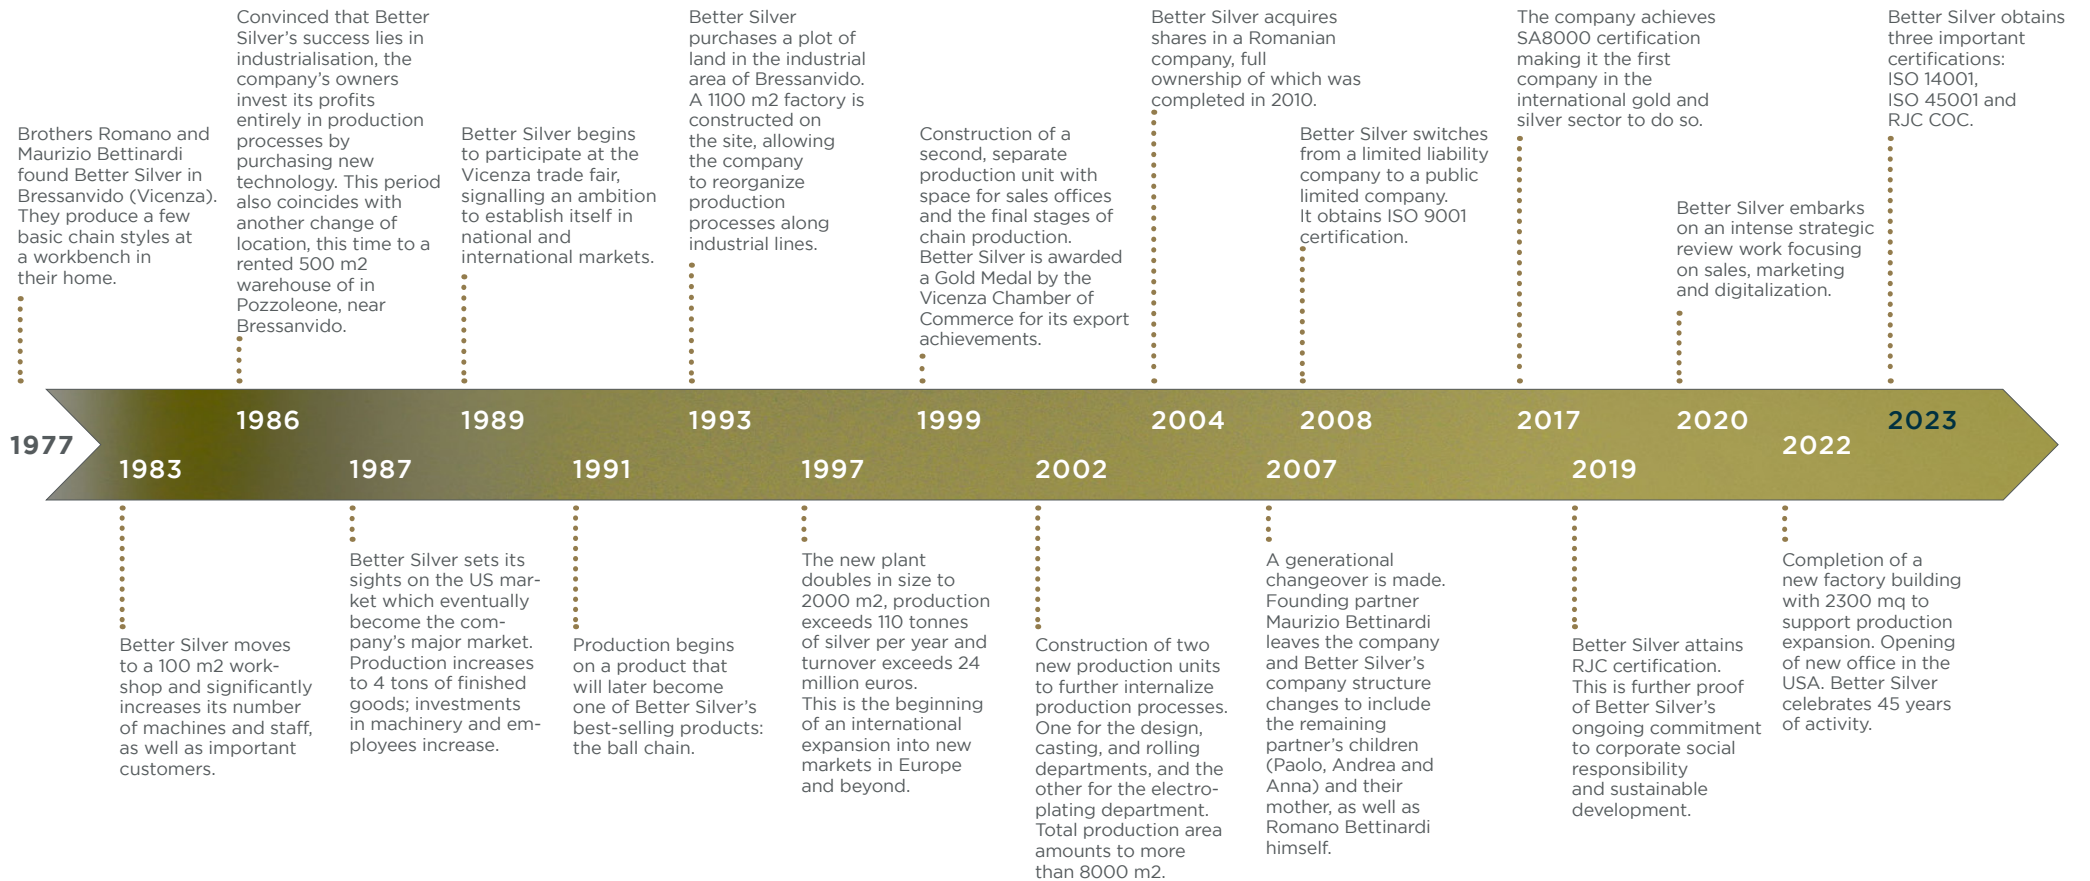 1977
Brothers Romano and
Maurizio Bettinardi
found Better Silver in
Bressanvido (Vicenza).
They produce a few
basic chain styles at
a workbench in
their home.
1983
Better Silver moves
to a 100 m2 work-
shop and significantly
increases its number
of machines and staff,
as well as important
customers.
Convinced that Better
Silver's success lies in
industrialisation, the
company's owners
invest its profits
entirely in production
processes by
purchasing new
technology. This period
also coincides with
another change of
location, this time to a
rented 500 m2
warehouse of in
Pozzoleone, near
Bressanvido.
1986
1987
Better Silver sets its
sights on the US mar-
ket which eventually
become the com-
pany's major market.
Production increases
to 4 tons of finished
goods; investments
in machinery and em-
ployees increase.
Better Silver begins
to participate at the
Vicenza trade fair,
signalling an ambition
to establish itself in
national and
international markets.
1989
1991
Production begins
on a product that
will later become
one of Better Silver's
best-selling products:
the ball chain.
Better Silver
purchases a plot of
land in the industrial
area of Bressanvido.
A 1100 m2 factory is
constructed on
the site, allowing
the company
to reorganize
production
processes along
industrial lines.
1993
1997
The new plant
doubles in size to
2000 m2, production
exceeds 110 tonnes
of silver per year and
turnover exceeds 24
million euros.
This is the beginning
of an international
expansion into new
markets in Europe
and beyond.
Construction of a
second, separate
production unit with
space for sales offices
and the final stages of
chain production.
Better Silver is awarded
a Gold Medal by the
Vicenza Chamber of
Commerce for its export
achievements.
1999
2002
Construction of two
new production units
to further internalize
production processes.
One for the design,
casting, and rolling
departments, and the
other for the electro-
plating department.
Total production area
amounts to more
than 8000 m2.
Better Silver acquires
shares in a Romanian
company, full
ownership of which was
completed in 2010.
2004
2007
A generational
changeover is made.
Founding partner
Maurizio Bettinardi
leaves the company
and Better Silver's
company structure
changes to include
the remaining
partner's children
(Paolo, Andrea and
Anna) and their
mother, as well as
Romano Bettinardi
himself.
Better Silver switches
from a limited liability
company to a public
limited company.
It obtains ISO 9001
certification.
2008
The company achieves
SA8000 certification
making it the first
company in the
international gold and
silver sector to do so.
2017
2019
Better Silver attains
RJC certification.
This is further proof
of Better Silver's
ongoing commitment
to corporate social
responsibility
and sustainable
development.
Better Silver embarks
on an intense strategic
review work focusing
on sales, marketing
and digitalization.
2020
2022
Completion of a
new factory building
with 2300 mq to
support production
expansion. Opening
of new office in the
USA. Better Silver
celebrates 45 years
of activity.
Better Silver obtains
three important
certifications:
ISO 14001,
ISO 45001 and
RJC COC.
2023